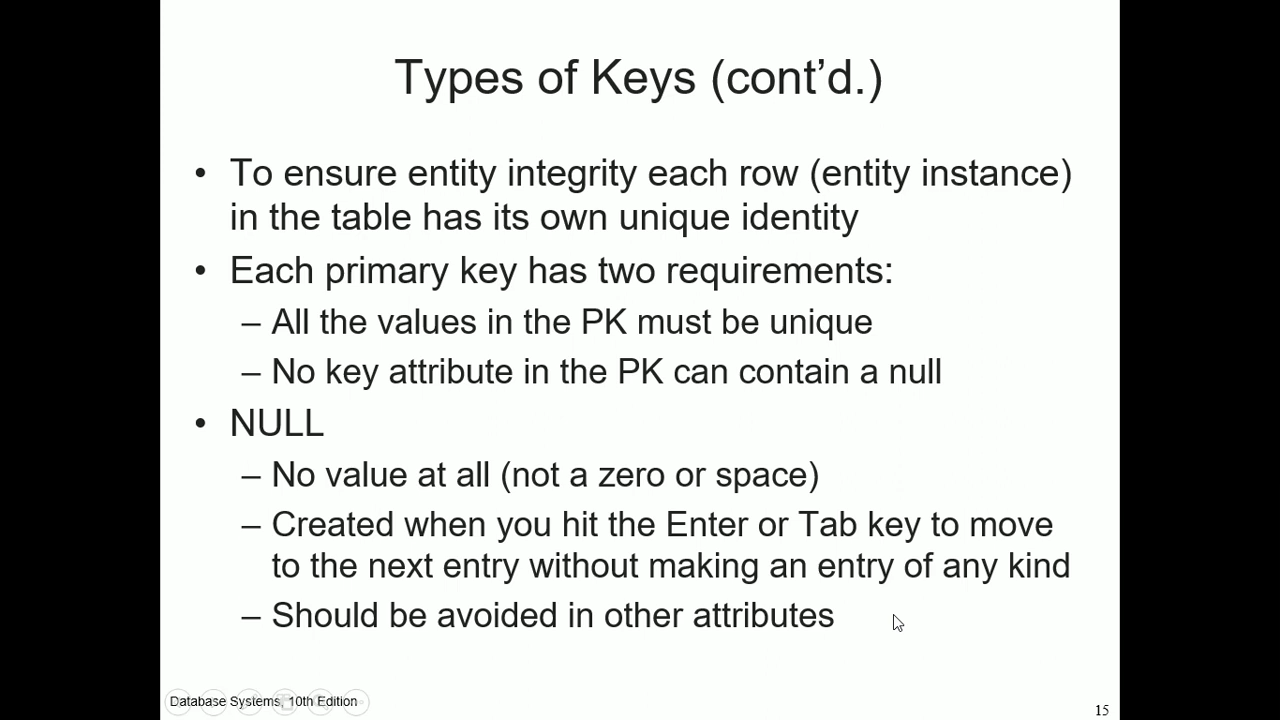 Types of Keys (cont’d.)
• To ensure entity integrity each row (entity instance)
in the table has its own unique identity
• Each primary key has two requirements:
– All the values in the PK must be unique
– No key attribute in the PK can contain a null
• NULL
– No value at all (not a zero or space)
– Created when you hit the Enter or Tab key to move
to the next entry without making an entry of any kind
– Should be avoided in other attributes
Database Systems, 10th Edition
15